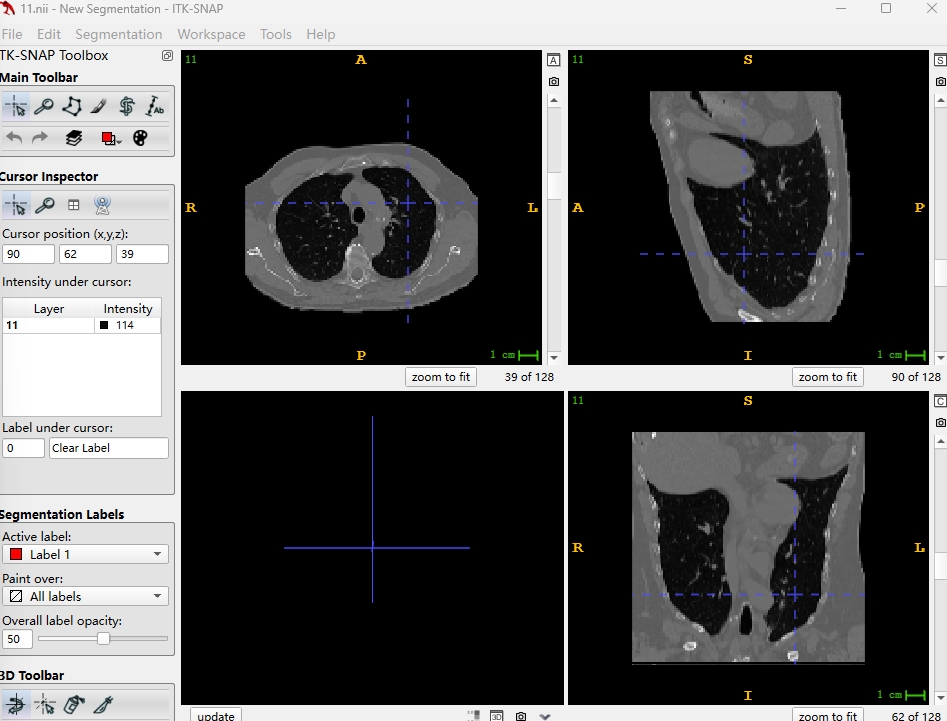 11.nii - New Segmentation - ITK-SNAP
File Edit Segmentation Workspace Tools Help
TK-SNAP Toolbox
Main Toolbar
Ab
Cursor Inspector
Cursor position (x,y,z):
90 62 39
Intensity under cursor:
Layer Intensity
11 114
Label under cursor:
0 Clear Label
Segmentation Labels
Active label:
Label 1
Paint over:
All labels
Overall label opacity:
50
3D Toolbar
11 A A
R L
P 1 cm
zoom to fit 39 of 128
11 S S
A P
I 1 cm
zoom to fit 90 of 128
update 3D
11 S C
R L
I 1 cm
zoom to fit 62 of 128